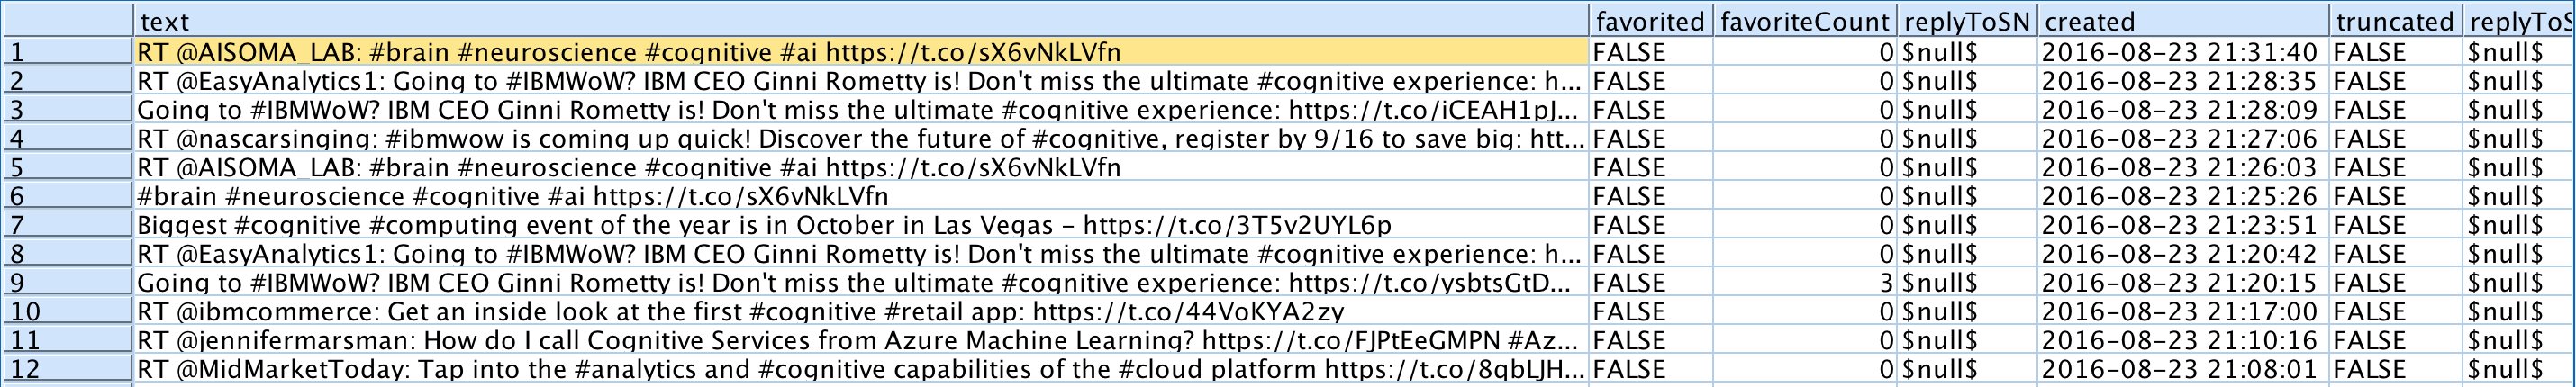 text favorited favoriteCount replyToSN created truncated replyToS
1 RT @AISOMA_LAB: #brain #neuroscience #cognitive #ai https://t.co/sX6vNkLVfn FALSE 0 $null$ 2016-08-23 21:31:40 FALSE $null$
2 RT @EasyAnalytics1: Going to #IBMWoW? IBM CEO Ginni Rometty is! Don't miss the ultimate #cognitive experience: h... FALSE 0 $null$ 2016-08-23 21:28:35 FALSE $null$
3 Going to #IBMWoW? IBM CEO Ginni Rometty is! Don't miss the ultimate #cognitive experience: https://t.co/iCEAH1pJ... FALSE 0 $null$ 2016-08-23 21:28:09 FALSE $null$
4 RT @nascarsinging: #ibmwow is coming up quick! Discover the future of #cognitive, register by 9/16 to save big: htt... FALSE 0 $null$ 2016-08-23 21:27:06 FALSE $null$
5 RT @AISOMA_LAB: #brain #neuroscience #cognitive #ai https://t.co/sX6vNkLVfn FALSE 0 $null$ 2016-08-23 21:26:03 FALSE $null$
6 #brain #neuroscience #cognitive #ai https://t.co/sX6vNkLVfn FALSE 0 $null$ 2016-08-23 21:25:26 FALSE $null$
7 Biggest #cognitive #computing event of the year is in October in Las Vegas - https://t.co/3T5v2UYL6p FALSE 0 $null$ 2016-08-23 21:23:51 FALSE $null$
8 RT @EasyAnalytics1: Going to #IBMWoW? IBM CEO Ginni Rometty is! Don't miss the ultimate #cognitive experience: h... FALSE 0 $null$ 2016-08-23 21:20:42 FALSE $null$
9 Going to #IBMWoW? IBM CEO Ginni Rometty is! Don't miss the ultimate #cognitive experience: https://t.co/ysbtsGtD... FALSE 3 $null$ 2016-08-23 21:20:15 FALSE $null$
10 RT @ibmcommerce: Get an inside look at the first #cognitive #retail app: https://t.co/44VoKYA2zy FALSE 0 $null$ 2016-08-23 21:17:00 FALSE $null$
11 RT @jennifermarsman: How do I call Cognitive Services from Azure Machine Learning? https://t.co/FJPtEeGMPN #Az... FALSE 0 $null$ 2016-08-23 21:10:16 FALSE $null$
12 RT @MidMarketToday: Tap into the #analytics and #cognitive capabilities of the #cloud platform https://t.co/8qbLJH... FALSE 0 $null$ 2016-08-23 21:08:01 FALSE $null$